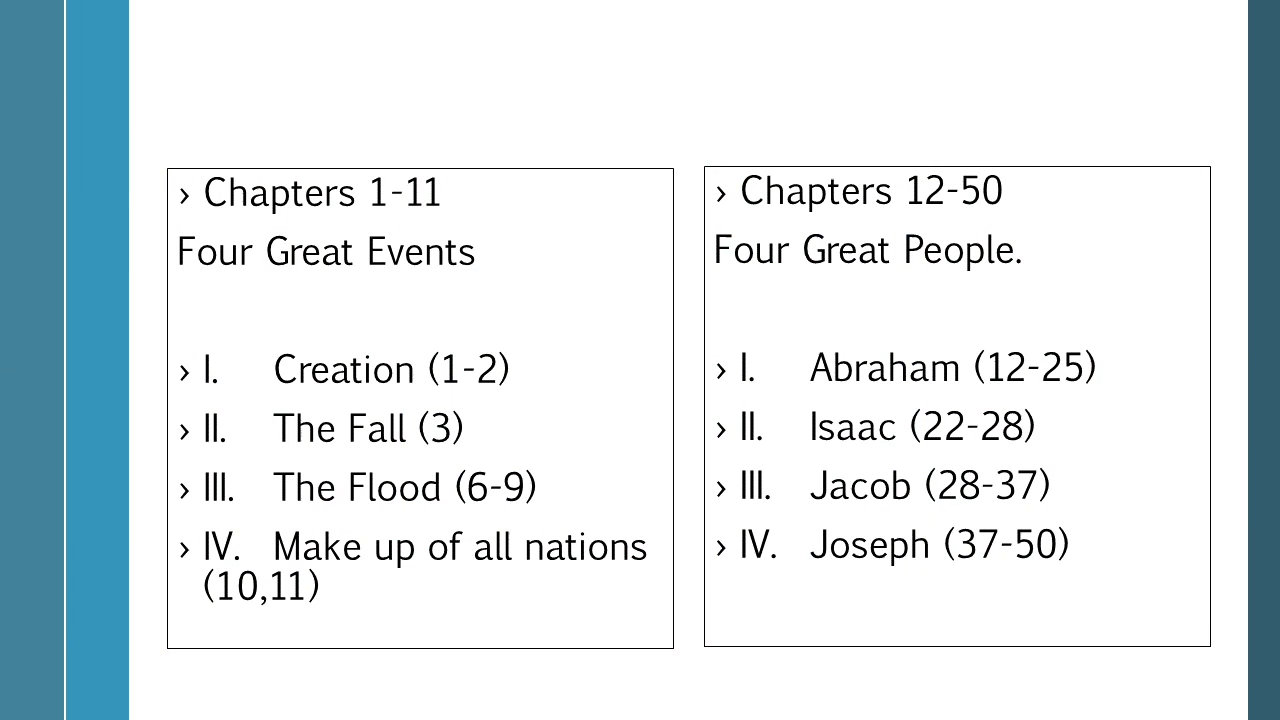 › Chapters 1-11
Four Great Events
› I. Creation (1-2)
› II. The Fall (3)
› III. The Flood (6-9)
› IV. Make up of all nations
(10,11)
› Chapters 12-50
Four Great People.
› I. Abraham (12-25)
› II. Isaac (22-28)
› III. Jacob (28-37)
› IV. Joseph (37-50)